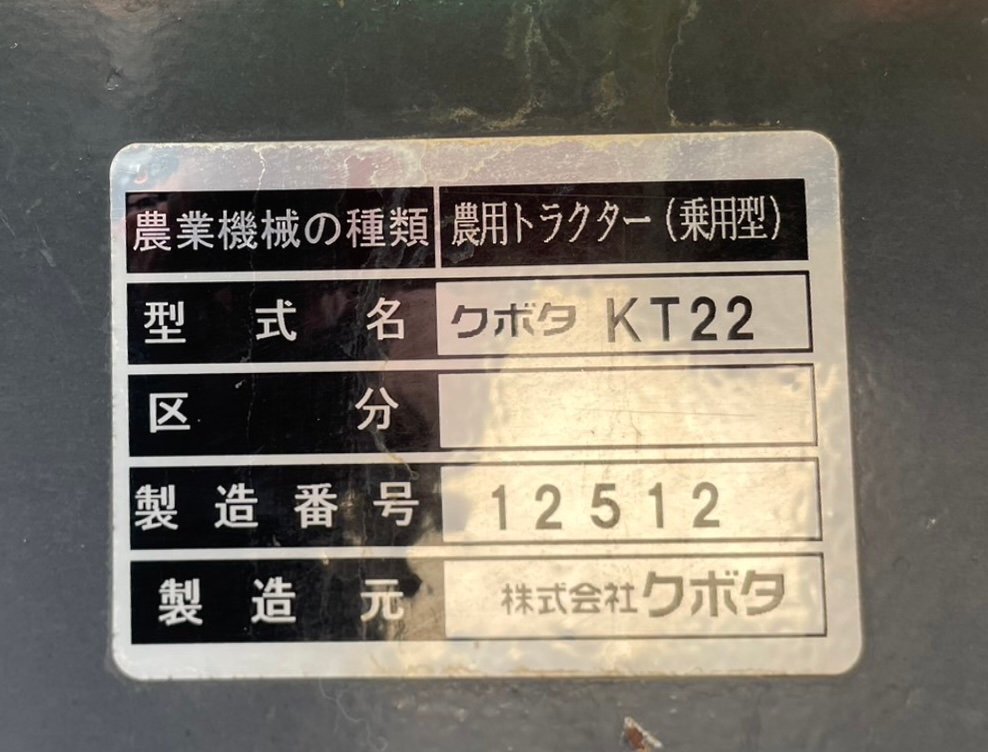 農業機械の種類 農用トラクター(乗用型)
型式名 クボタ KT22
区分
製造番号 12512
製造元 株式会社クボタ